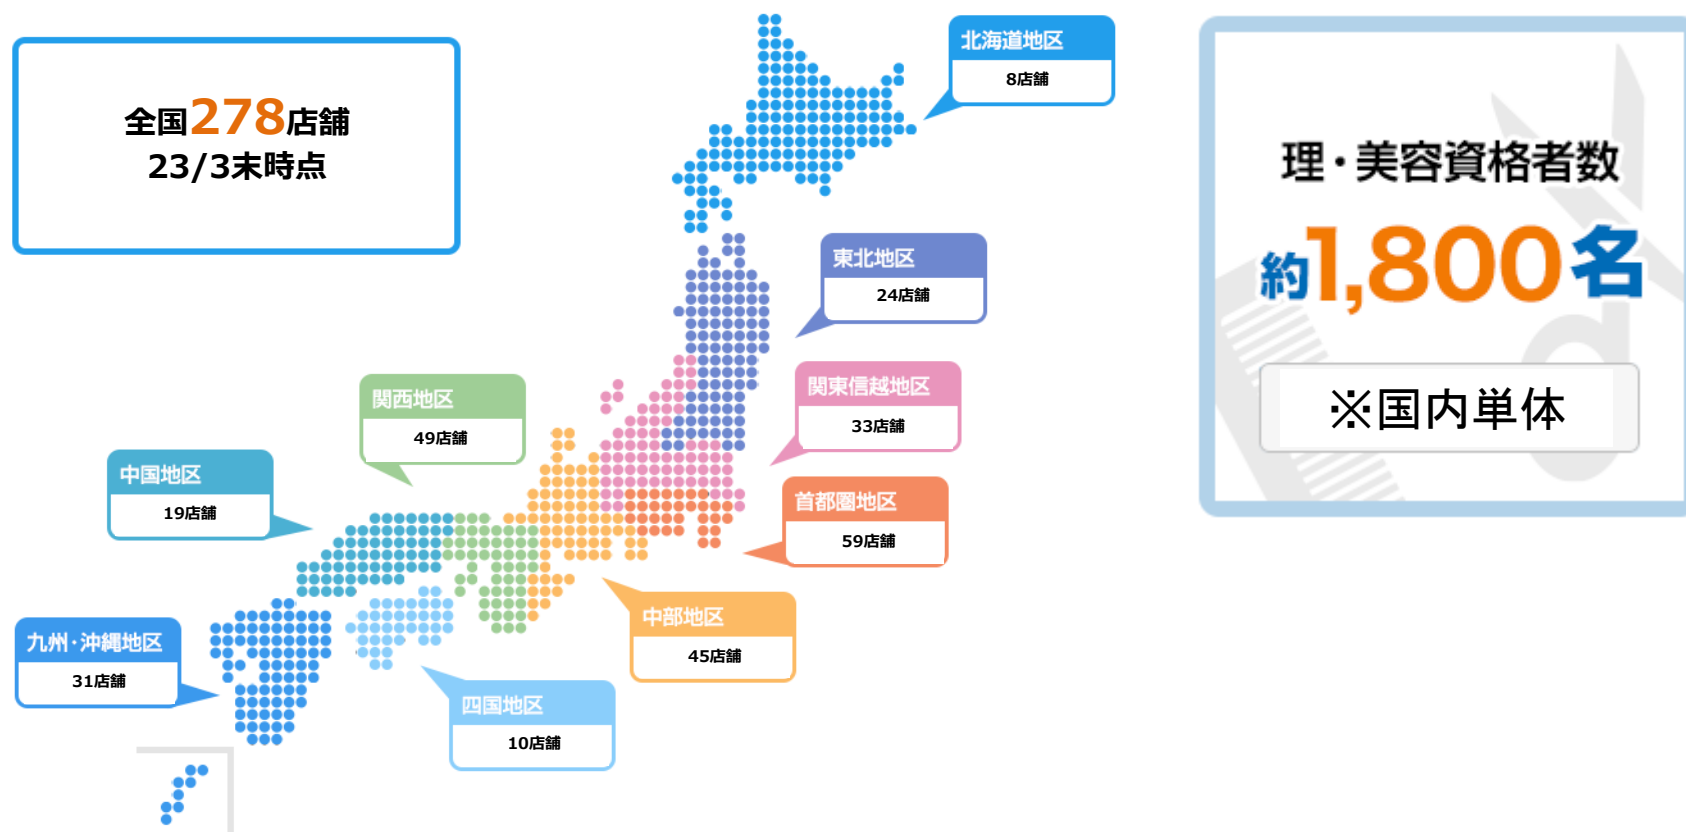 全国278店舗
23/3末時点
北海道地区
8店舗
東北地区
24店舗
関東信越地区
33店舗
首都圏地区
59店舗
中部地区
45店舗
関西地区
49店舗
中国地区
19店舗
四国地区
10店舗
九州・沖縄地区
31店舗
理・美容資格者数
約1,800名
※国内単体